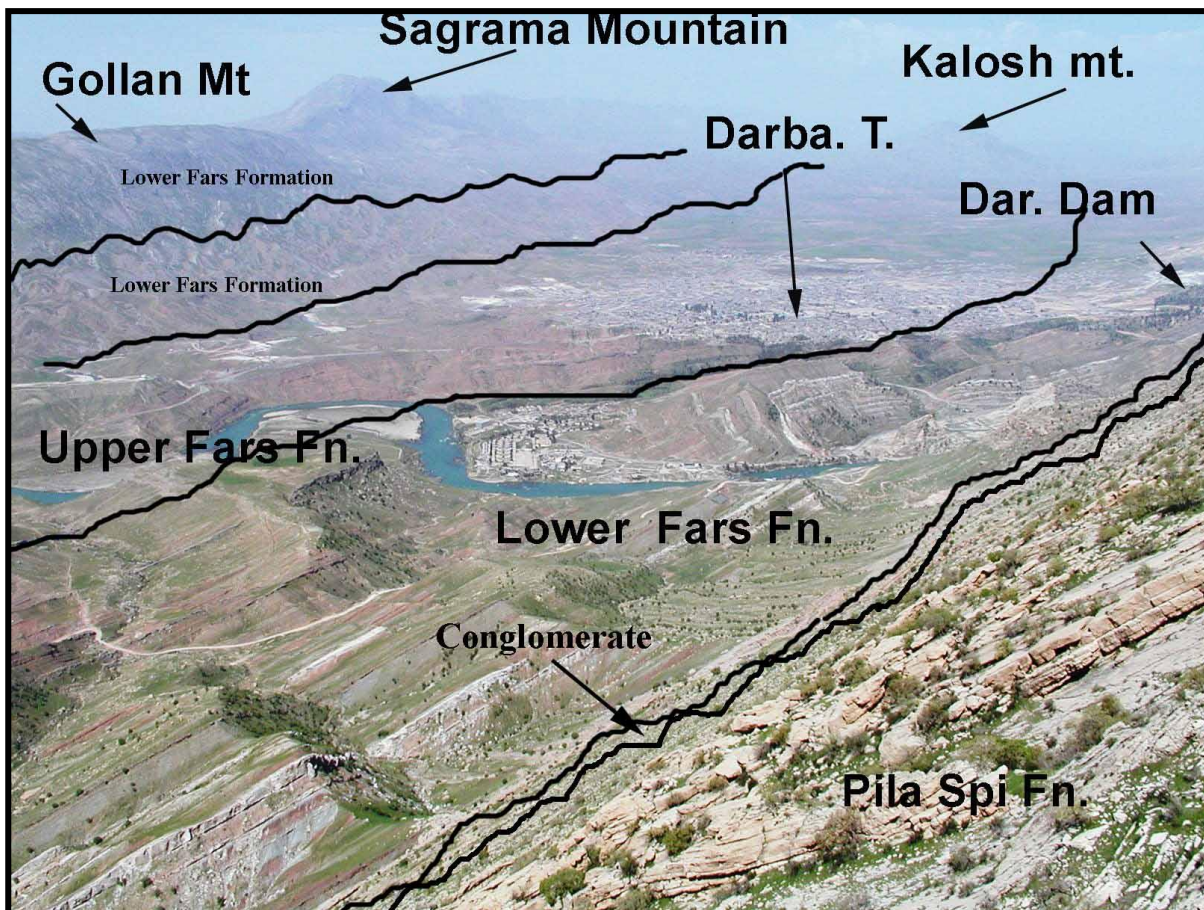 Sagrama Mountain
Gollan Mt
Kalosh mt.
Darba. T.
Lower Fars Formation
Dar. Dam
Lower Fars Formation
Upper Fars Fn.
Lower Fars Fn.
Conglomerate
Pila Spi Fn.